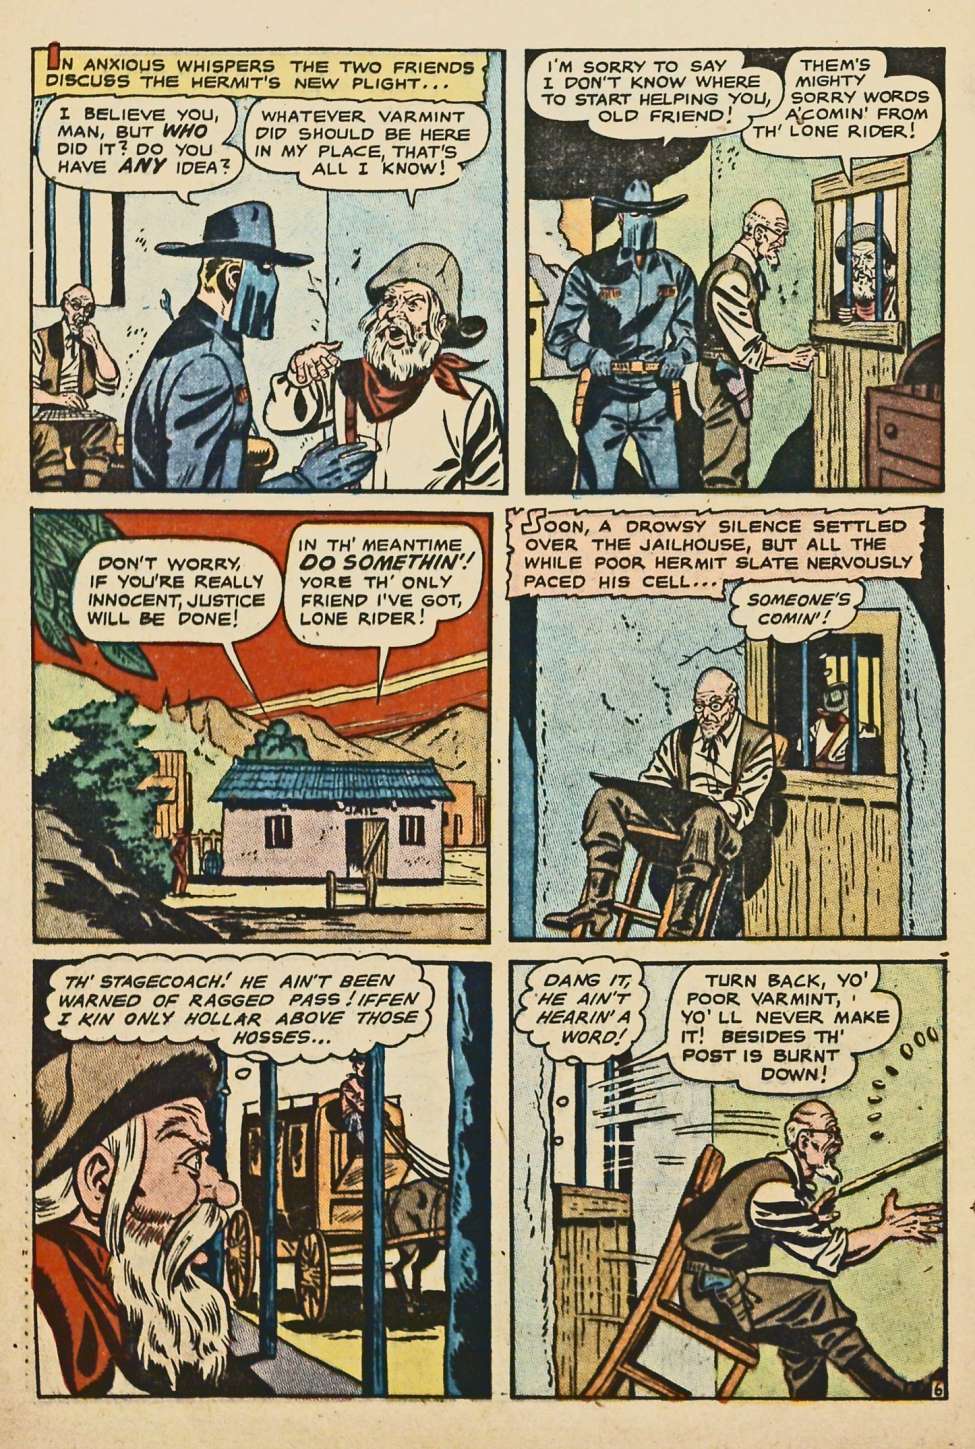 IN ANXIOUS WHISPERS THE TWO FRIENDS
DISCUSS THE HERMIT'S NEW PLIGHT...
I BELIEVE YOU,
MAN, BUT WHO
DID IT? DO YOU
HAVE ANY IDEA?
WHATEVER VARMINT
DID SHOULD BE HERE
IN MY PLACE, THAT'S
ALL I KNOW!
I'M SORRY TO SAY
I DON'T KNOW WHERE
TO START HELPING YOU,
OLD FRIEND!
THEM'S
MIGHTY
SORRY WORDS
A'COMIN' FROM
TH' LONE RIDER!
DON'T WORRY,
IF YOU'RE REALLY
INNOCENT, JUSTICE
WILL BE DONE!
IN TH' MEANTIME
DO SOMETHIN'!
YORE TH' ONLY
FRIEND I'VE GOT,
LONE RIDER!
JAIL
SOON, A DROWSY SILENCE SETTLED
OVER THE JAILHOUSE, BUT ALL THE
WHILE POOR HERMIT SLATE NERVOUSLY
PACED HIS CELL...
SOMEONE'S
COMIN'!
TH' STAGECOACH! HE AIN'T BEEN
WARNED OF RAGGED PASS! IFFEN
I KIN ONLY HOLLAR ABOVE THOSE
HOSSES...
DANG IT,
HE AIN'T
HEARIN' A
WORD!
TURN BACK, YO'
POOR VARMINT,
YO'LL NEVER MAKE
IT! BESIDES TH'
POST IS BURNT
DOWN!
6